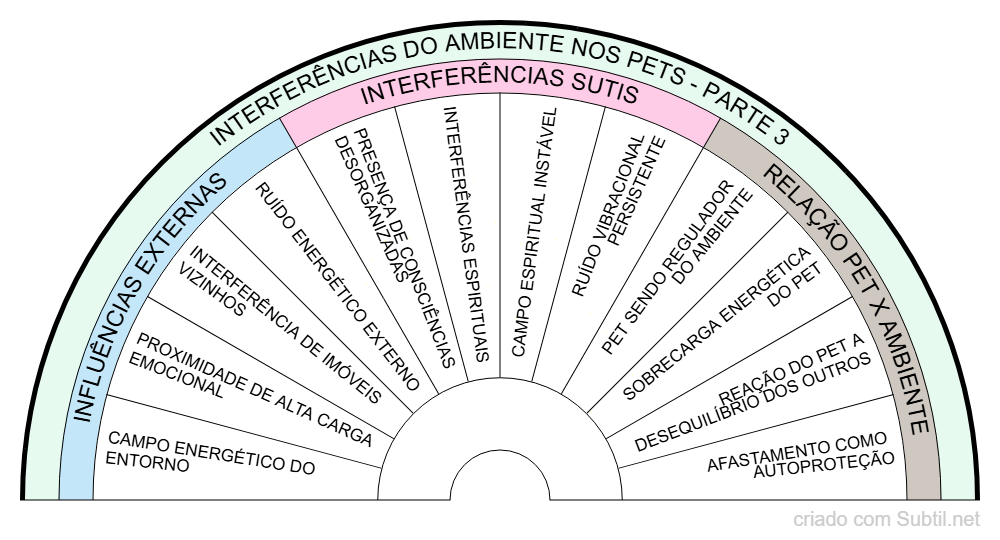 INTERFERÊNCIAS DO AMBIENTE NOS PETS - PARTE 3
INFLUÊNCIAS EXTERNAS
INTERFERÊNCIAS SUTIS
RELAÇÃO PET X AMBIENTE
CAMPO ENERGÉTICO DO
ENTORNO
PROXIMIDADE DE ALTA CARGA
EMOCIONAL
INTERFERÊNCIA DE IMÓVEIS
VIZINHOS
RUÍDO ENERGÉTICO EXTERNO
PRESENÇA DE CONSCIÊNCIAS
DESORGANIZADAS
INTERFERÊNCIAS ESPIRITUAIS
CAMPO ESPIRITUAL INSTÁVEL
RUÍDO VIBRACIONAL
PERSISTENTE
PET SENDO REGULADOR
DO AMBIENTE
SOBRECARGA ENERGÉTICA
DO PET
REAÇÃO DO PET A
DESEQUILÍBRIO DOS OUTROS
AFASTAMENTO COMO
AUTOPROTEÇÃO
criado com Subtil.net